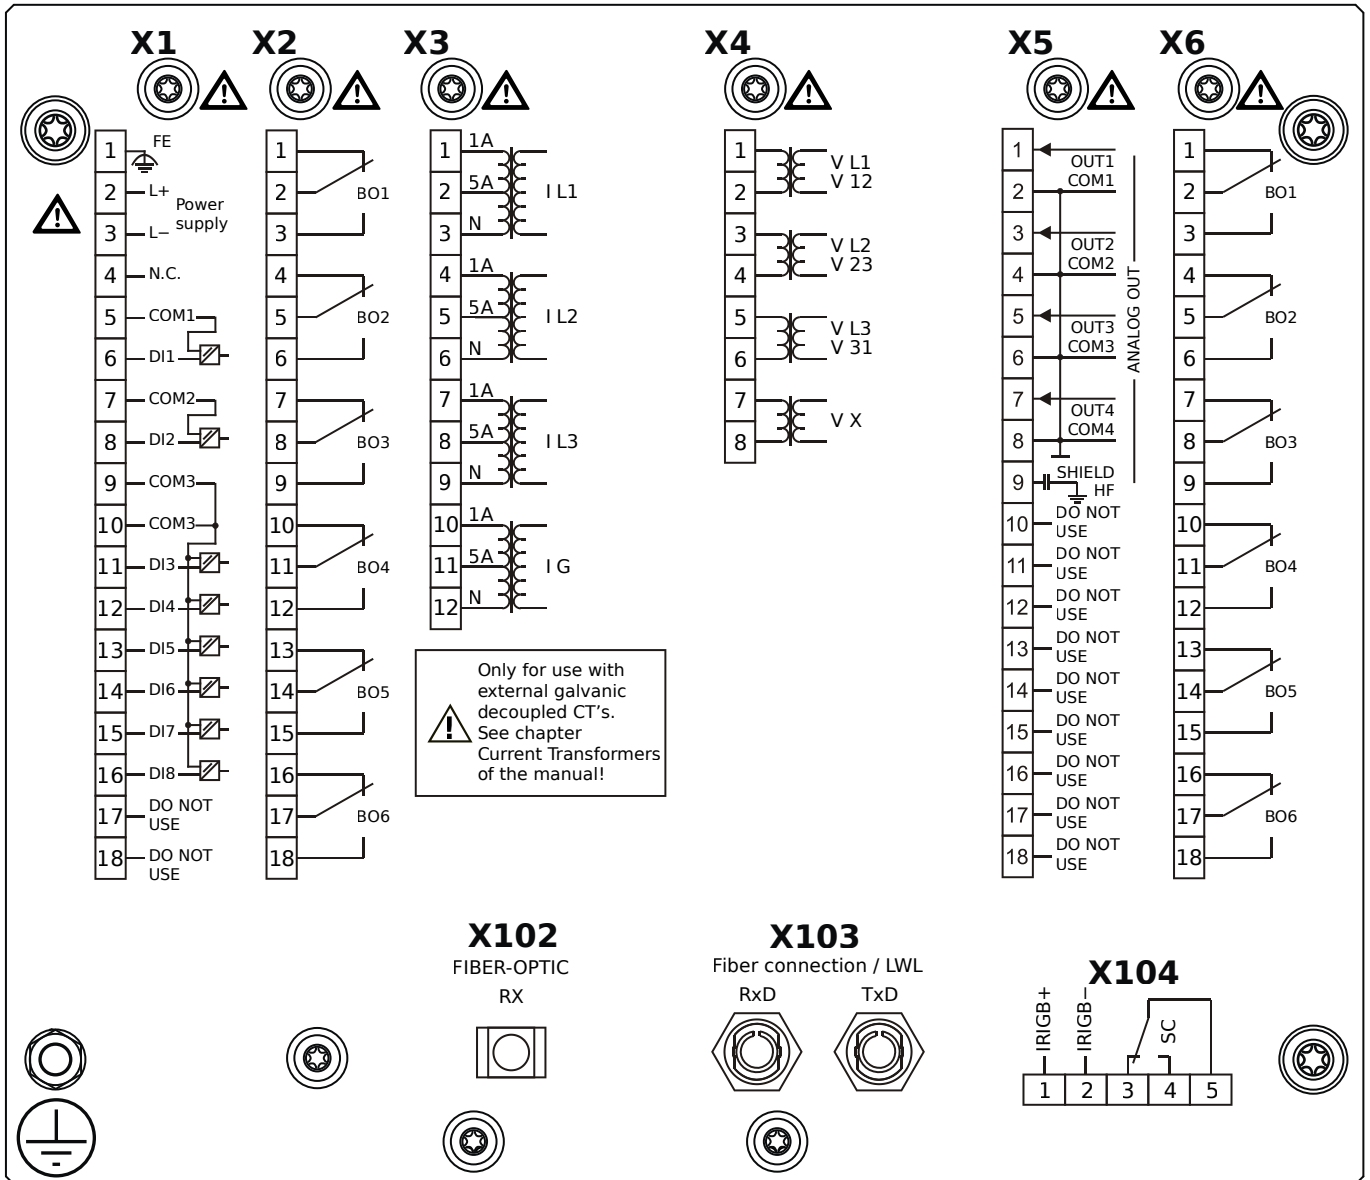 X1 X2 X3 X4 X5 X6
1 FE
2 L+
Power
supply
3 L−
4 N.C.
5 COM1
6 DI1
7 COM2
8 DI2
9 COM3
10 COM3
11 DI3
12 DI4
13 DI5
14 DI6
15 DI7
16 DI8
17 DO NOT
USE
18 DO NOT
USE
1
2 BO1
3
4
5 BO2
6
7
8 BO3
9
10
11 BO4
12
13
14 BO5
15
16
17 BO6
18
1 1A
2 5A I L1
3 N
4 1A
5 5A I L2
6 N
7 1A
8 5A I L3
9 N
10 1A
11 5A I G
12 N
Only for use with
external galvanic
decoupled CT's.
See chapter
Current Transformers
of the manual!
1 V L1
2 V 12
3 V L2
4 V 23
5 V L3
6 V 31
7 V X
8
1 OUT1
2 COM1
3 OUT2
4 COM2
5 OUT3
6 COM3
7 OUT4
8 COM4
ANALOG OUT
9 SHIELD
HF
10 DO NOT
USE
11 DO NOT
USE
12 DO NOT
USE
13 DO NOT
USE
14 DO NOT
USE
15 DO NOT
USE
16 DO NOT
USE
17 DO NOT
USE
18 DO NOT
USE
1
2 BO1
3
4
5 BO2
6
7
8 BO3
9
10
11 BO4
12
13
14 BO5
15
16
17 BO6
18
X102
FIBER-OPTIC
RX
X103
Fiber connection / LWL
RxD TxD
X104
IRIGB+ IRIGB− SC
1 2 3 4 5